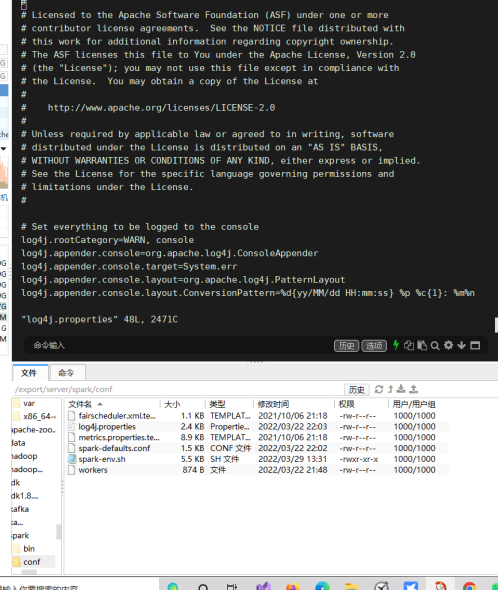 #
# Licensed to the Apache Software Foundation (ASF) under one or more
# contributor license agreements.  See the NOTICE file distributed with
# this work for additional information regarding copyright ownership.
# The ASF licenses this file to You under the Apache License, Version 2.0
# (the "License"); you may not use this file except in compliance with
# the License.  You may obtain a copy of the License at
#
#    http://www.apache.org/licenses/LICENSE-2.0
#
# Unless required by applicable law or agreed to in writing, software
# distributed under the License is distributed on an "AS IS" BASIS,
# WITHOUT WARRANTIES OR CONDITIONS OF ANY KIND, either express or implied.
# See the License for the specific language governing permissions and
# limitations under the License.
#
# Set everything to be logged to the console
log4j.rootCategory=WARN, console
log4j.appender.console=org.apache.log4j.ConsoleAppender
log4j.appender.console.target=System.err
log4j.appender.console.layout=org.apache.log4j.PatternLayout
log4j.appender.console.layout.ConversionPattern=%d{yy/MM/dd HH:mm:ss} %p %c{1}: %m%n
"log4j.properties" 48L, 2471C
命令输入 历史 选项
文件 命令
/export/server/spark/conf 历史
文件名 大小 类型 修改时间 权限 用户/用户组
fairscheduler.xml.te... 1.1 KB TEMPLAT... 2021/10/06 21:18 -rw-r--r-- 1000/1000
log4j.properties 2.4 KB Propertie... 2022/03/22 22:03 -rw-r--r-- 1000/1000
metrics.properties.te... 8.9 KB TEMPLAT... 2021/10/06 21:18 -rw-r--r-- 1000/1000
spark-defaults.conf 1.5 KB CONF 文件 2022/03/22 22:02 -rw-r--r-- 1000/1000
spark-env.sh 5.5 KB SH 文件 2022/03/29 13:31 -rwxr-xr-x 1000/1000
workers 874 B 文件 2022/03/22 21:48 -rw-r--r-- 1000/1000
var
x86_64-
pache-zoo..
data
hadoop
hadoop...
dk
dk1.8....
kafka
ka...
park
bin
conf
输入你要搜索的内容